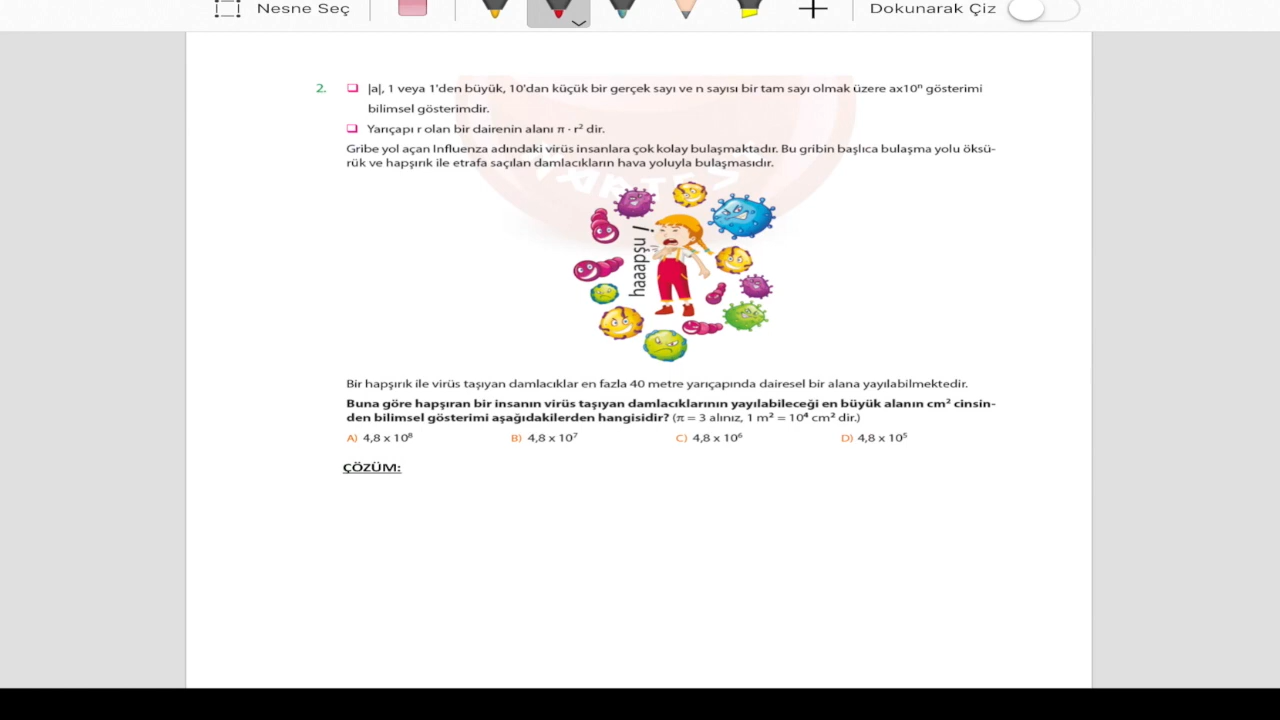 Nesne Seç
Dokunarak Çiz
2. |a|, 1 veya 1'den büyük, 10'dan küçük bir gerçek sayı ve n sayısı bir tam sayı olmak üzere ax10ⁿ gösterimi
bilimsel gösterimdir.
Yarıçapı r olan bir dairenin alanı π · r² dir.
Gribe yol açan Influenza adındaki virüs insanlara çok kolay bulaşmaktadır. Bu gribin başlıca bulaşma yolu öksü-
rük ve hapşırık ile etrafa saçılan damlacıkların hava yoluyla bulaşmasıdır.
haaapşu !
Bir hapşırık ile virüs taşıyan damlacıklar en fazla 40 metre yarıçapında dairesel bir alana yayılabilmektedir.
Buna göre hapşıran bir insanın virüs taşıyan damlacıklarının yayılabileceği en büyük alanın cm² cinsin-
den bilimsel gösterimi aşağıdakilerden hangisidir? (π = 3 alınız, 1 m² = 10⁴ cm² dir.)
A) 4,8 x 10⁸ B) 4,8 x 10⁷ C) 4,8 x 10⁶ D) 4,8 x 10⁵
ÇÖZÜM: